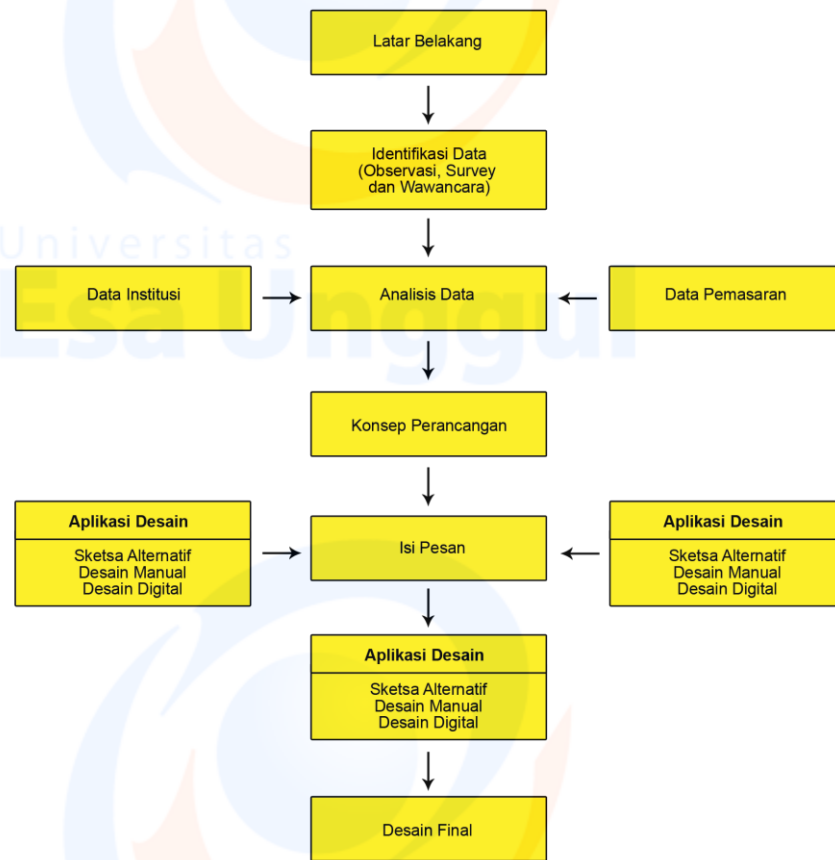 Latar Belakang
Identifikasi Data
(Observasi, Survey
dan Wawancara)
Universitas
Esa Unggul
Data Institusi
Analisis Data
Data Pemasaran
Konsep Perancangan
Aplikasi Desain
Sketsa Alternatif
Desain Manual
Desain Digital
Isi Pesan
Aplikasi Desain
Sketsa Alternatif
Desain Manual
Desain Digital
Aplikasi Desain
Sketsa Alternatif
Desain Manual
Desain Digital
Desain Final